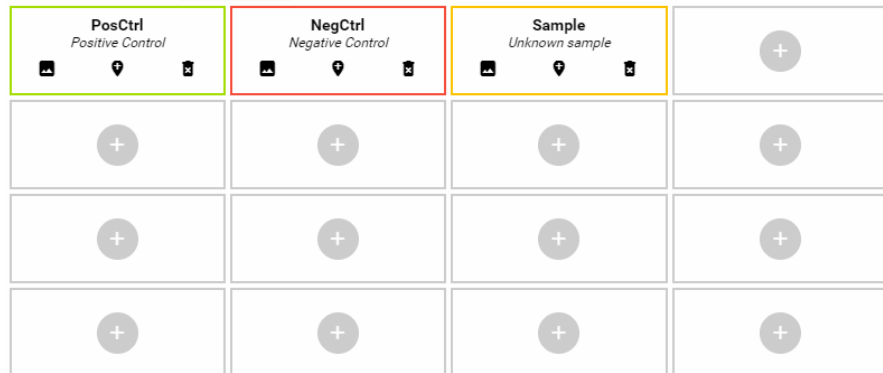 PosCtrl
Positive Control
NegCtrl
Negative Control
Sample
Unknown sample